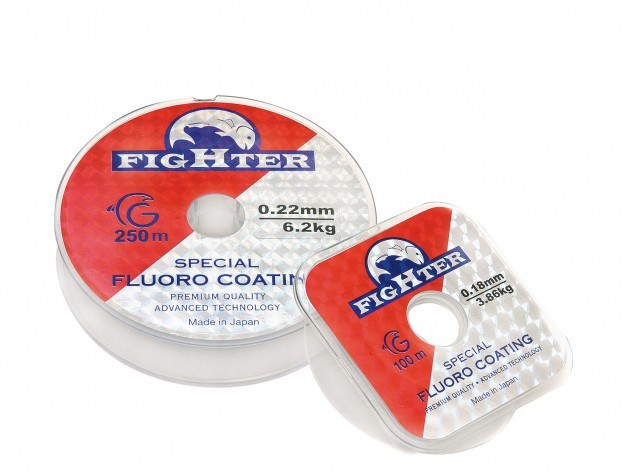 FIGHTER
G
250 m
0.22mm
6.2kg
SPECIAL
FLUORO COATIN
PREMIUM QUALITY
ADVANCED TECHNOLOGY
Made in Japan
FIGHTER
G
100 m
0.18mm
3.86kg
SPECIAL
FLUORO COATING
PREMIUM QUALITY • ADVANCED TECHNOLOGY
Made in Japan